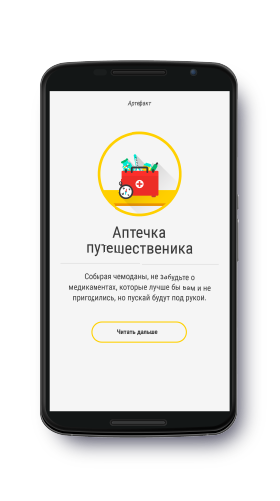 Артефакт
Аптечка
путешественика
Собирая чемоданы, не забудьте о
медикаментах, которые лучше бы вам и не
пригодились, но пускай будут под рукой.
Читать дальше